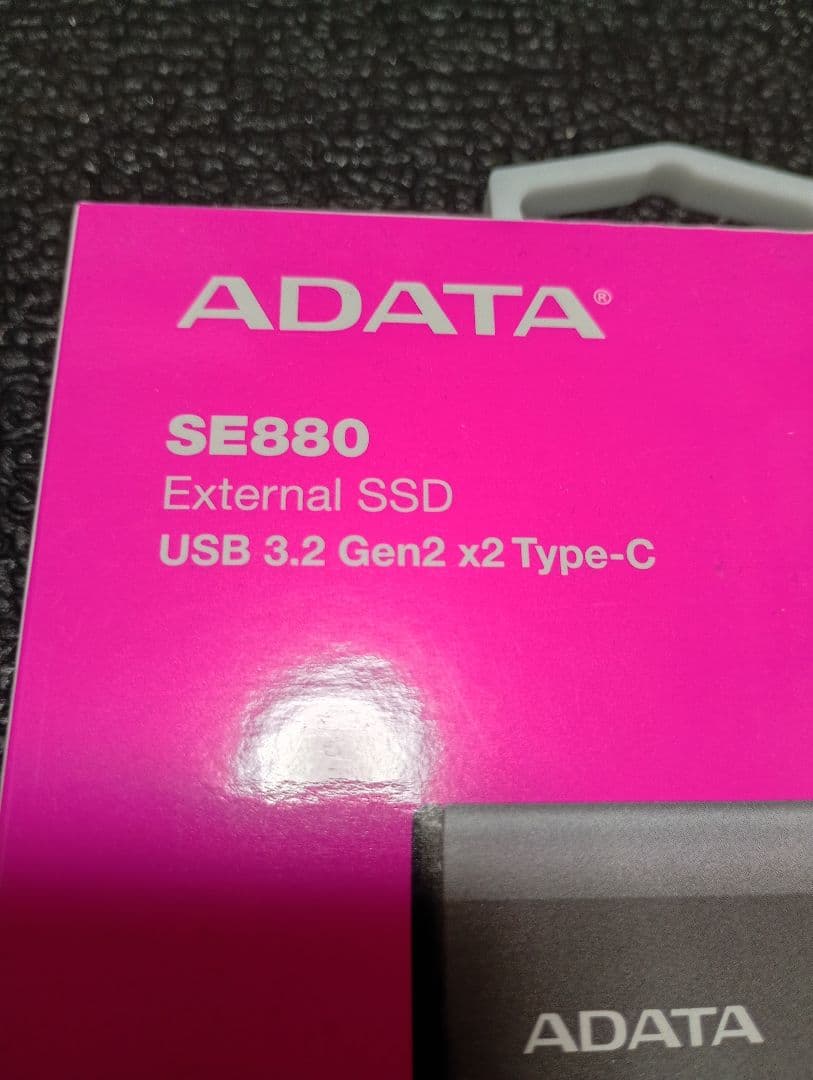 ADATA®
SE880
External SSD
USB 3.2 Gen2 x2 Type-C
ADATA